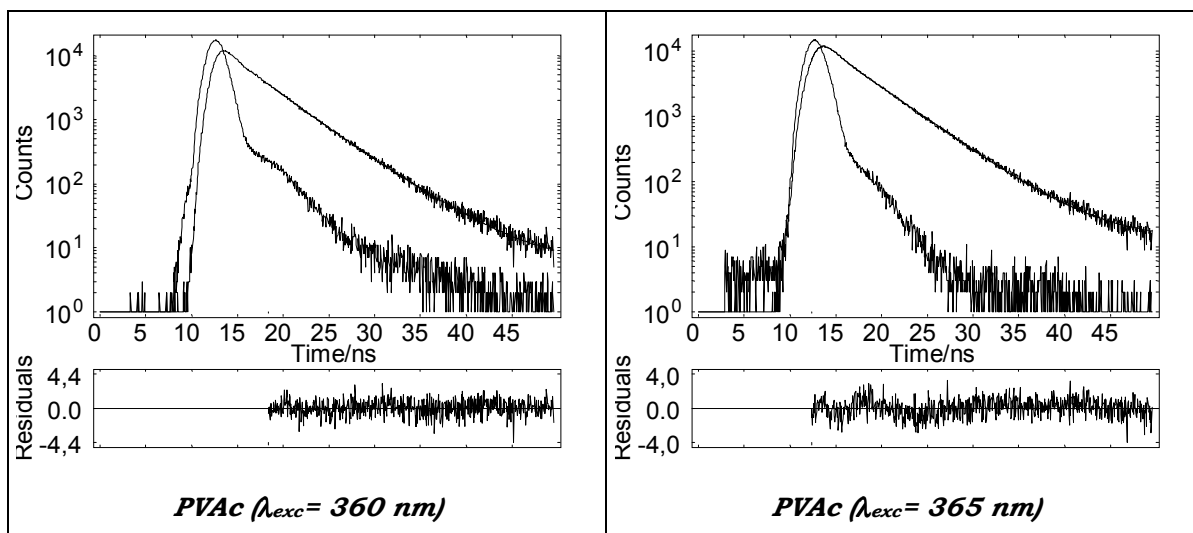 10⁴
10³
10²
10¹
10⁰
Counts
0 5 10 15 20 25 30 35 40 45
Time/ns
4,4
0.0
-4,4
Residuals
PVAc (λexc= 360 nm)
10⁴
10³
10²
10¹
10⁰
Counts
0 5 10 15 20 25 30 35 40 45
Time/ns
4,0
0.0
-4,0
Residuals
PVAc (λexc= 365 nm)